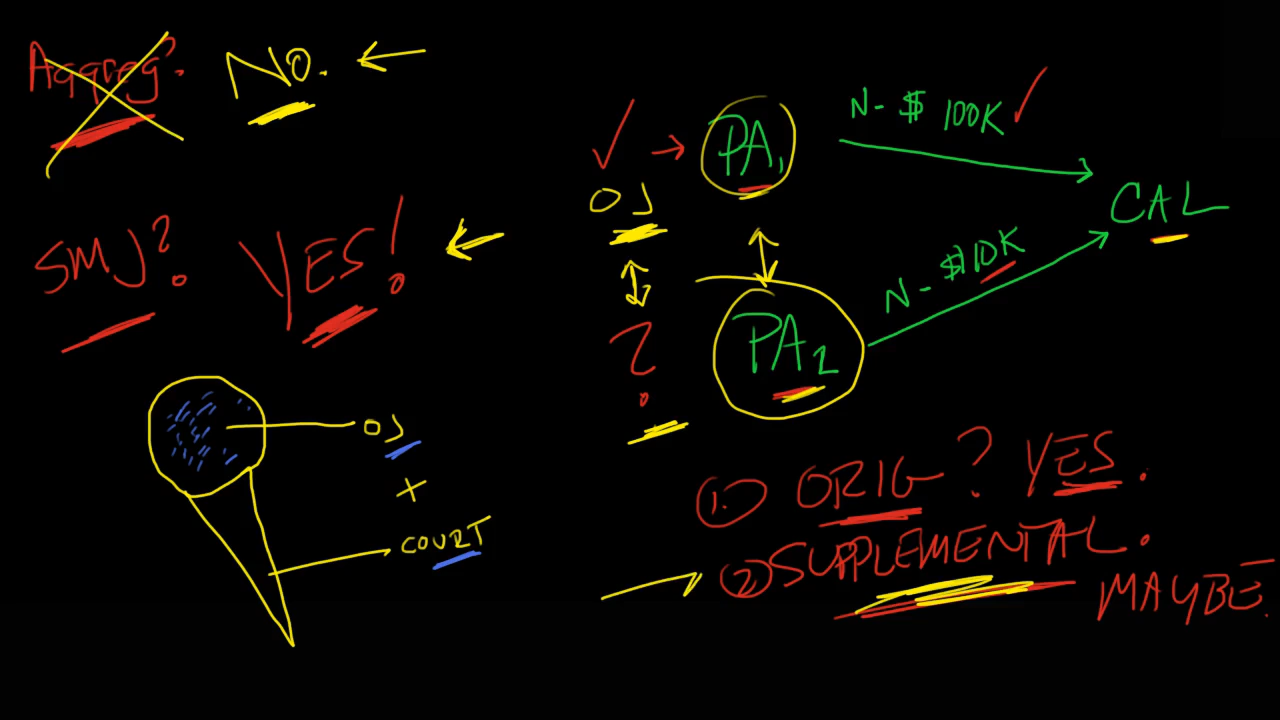 Aggreg? NO.
SMJ? YES!
OJ
+
COURT
PA1 N-$ 100K
OJ
CAL
N-$10K
?
PA2
1. ORIG? YES.
2 SUPPLEMENTAL.
MAYBE.